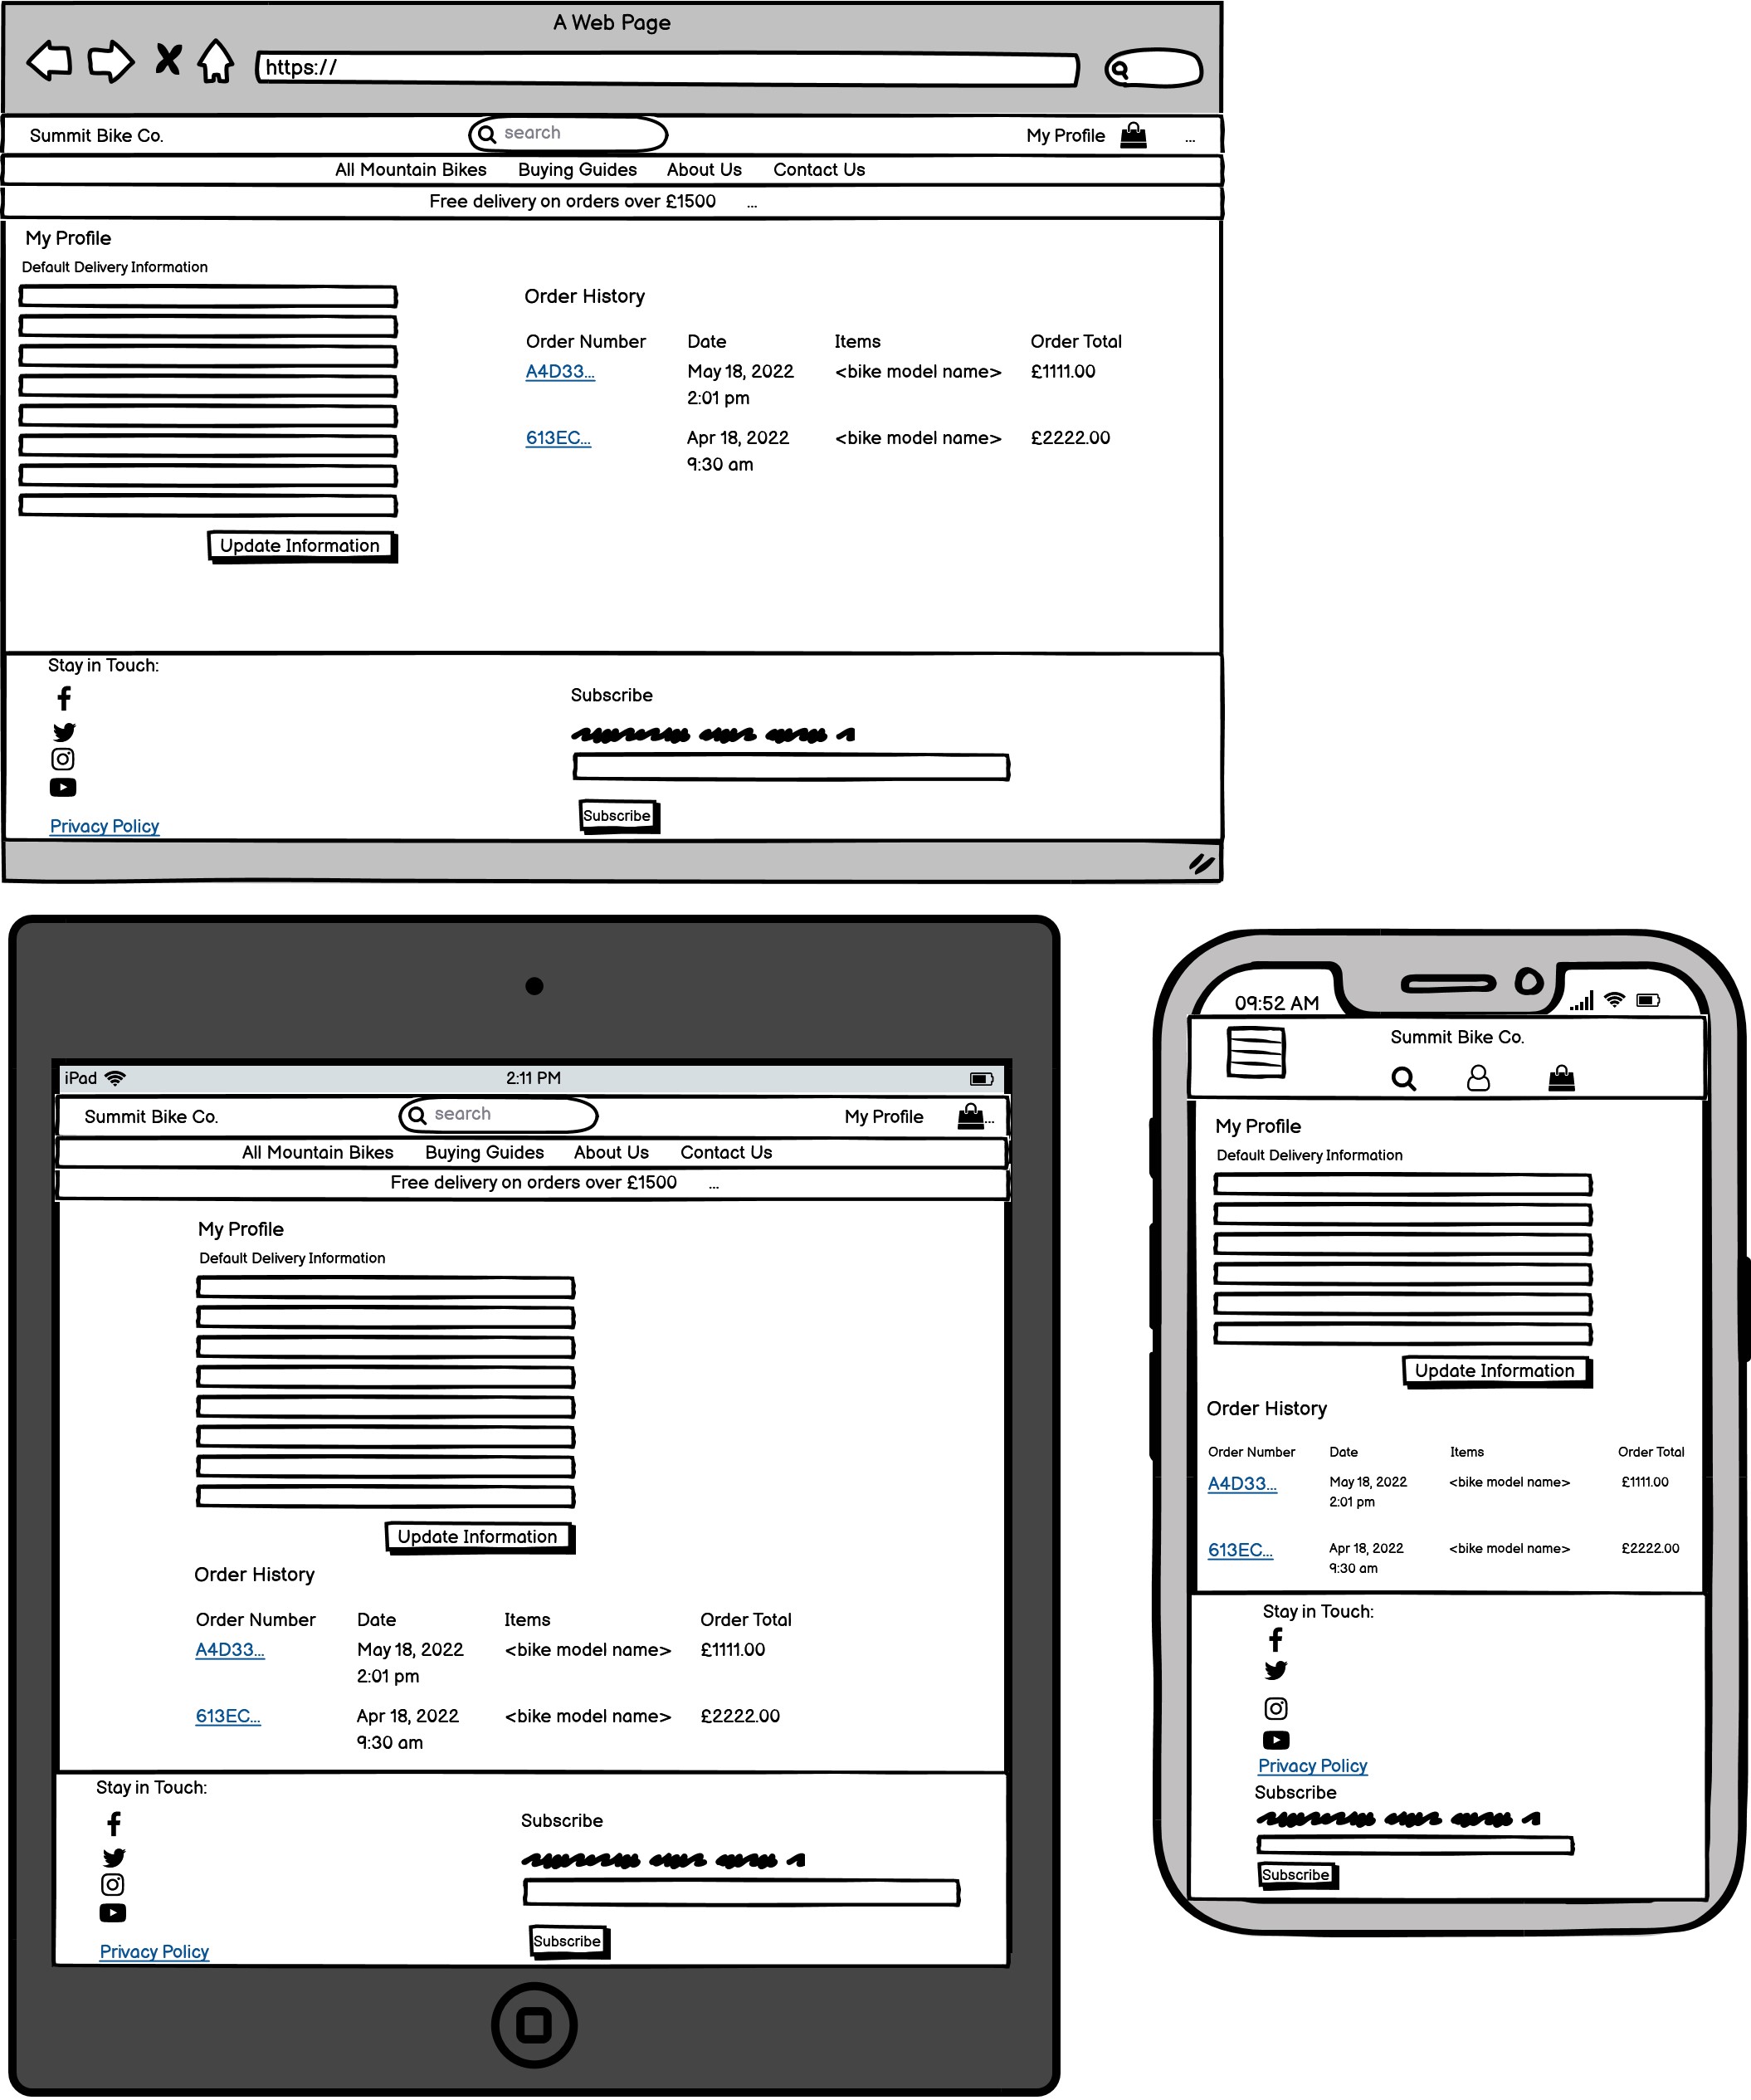 A Web Page
https://
Summit Bike Co. search My Profile ...
All Mountain Bikes Buying Guides About Us Contact Us
Free delivery on orders over £1500 ...
My Profile
Default Delivery Information
Update Information
Order History
Order Number Date Items Order Total
A4D33... May 18, 2022 <bike model name> £1111.00
2:01 pm
613EC... Apr 18, 2022 <bike model name> £2222.00
9:30 am
Stay in Touch:
Privacy Policy
Subscribe
Subscribe
iPad 2:11 PM
Summit Bike Co. search My Profile ...
All Mountain Bikes Buying Guides About Us Contact Us
Free delivery on orders over £1500 ...
My Profile
Default Delivery Information
Update Information
Order History
Order Number Date Items Order Total
A4D33... May 18, 2022 <bike model name> £1111.00
2:01 pm
613EC... Apr 18, 2022 <bike model name> £2222.00
9:30 am
Stay in Touch:
Privacy Policy
Subscribe
Subscribe
09:52 AM
Summit Bike Co.
My Profile
Default Delivery Information
Update Information
Order History
Order Number Date Items Order Total
A4D33... May 18, 2022 <bike model name> £1111.00
2:01 pm
613EC... Apr 18, 2022 <bike model name> £2222.00
9:30 am
Stay in Touch:
Privacy Policy
Subscribe
Subscribe